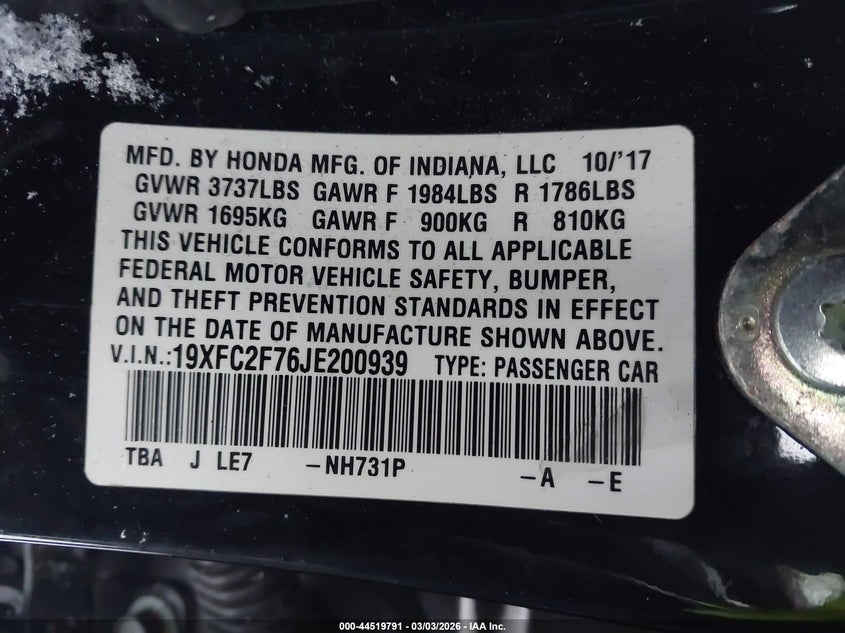 MFD. BY HONDA MFG. OF INDIANA, LLC 10/'17
GVWR 3737LBS GAWR F 1984LBS R 1786LBS
GVWR 1695KG GAWR F 900KG R 810KG
THIS VEHICLE CONFORMS TO ALL APPLICABLE
FEDERAL MOTOR VEHICLE SAFETY, BUMPER,
AND THEFT PREVENTION STANDARDS IN EFFECT
ON THE DATE OF MANUFACTURE SHOWN ABOVE.
V.I.N.:19XFC2F76JE200939 TYPE: PASSENGER CAR
TBA J LE7 -NH731P -A -E
000-44519791 - 03/03/2026 - IAA Inc.